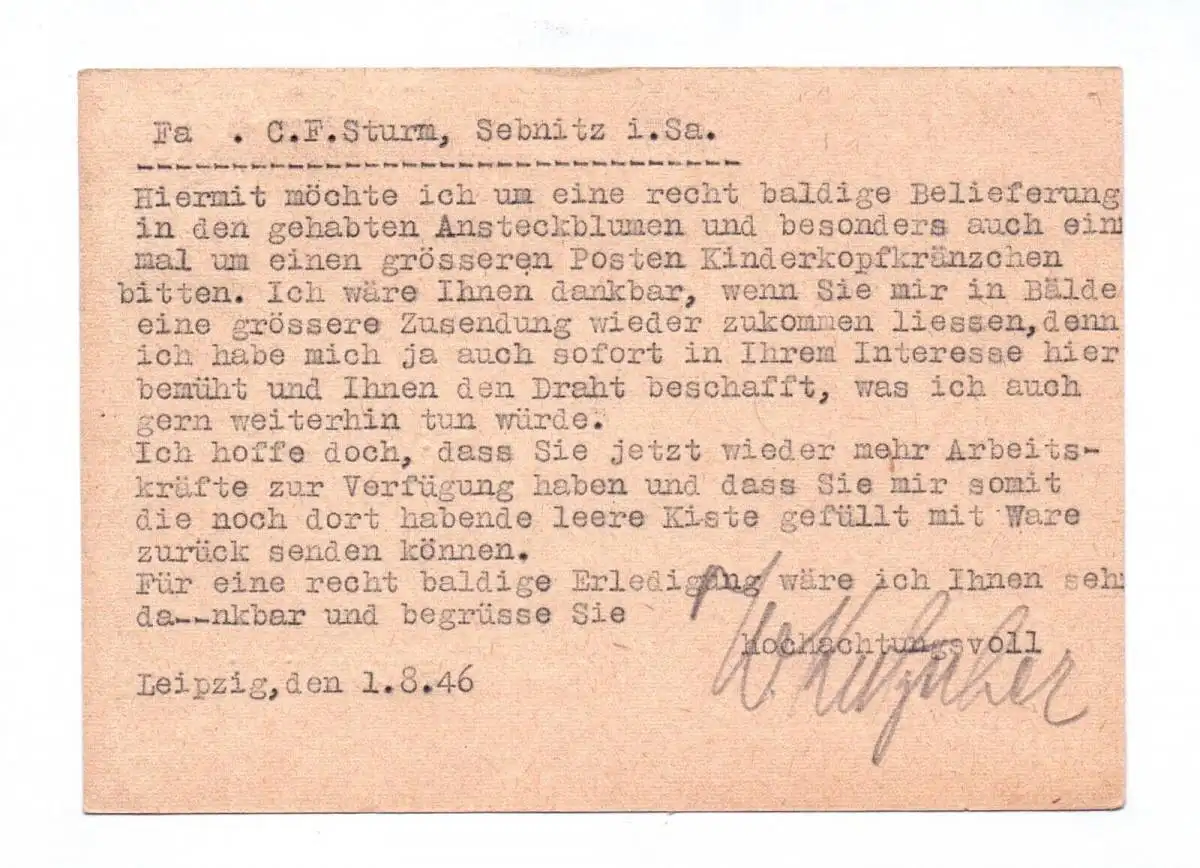 Fa . C.F.Sturm, Sebnitz i.Sa.
Hiermit möchte ich um eine recht baldige Belieferung
in den gehabten Ansteckblumen und besonders auch ein
mal um einen grösseren Posten Kinderkopfkränzchen
bitten. Ich wäre Ihnen dankbar, wenn Sie mir in Bälde
eine grössere Zusendung wieder zukommen liessen,denn
ich habe mich ja auch sofort in Ihrem Interesse hier
bemüht und Ihnen den Draht beschafft, was ich auch
gern weiterhin tun würde.
Ich hoffe doch, dass Sie jetzt wieder mehr Arbeits-
kräfte zur Verfügung haben und dass Sie mir somit
die noch dort habende leere Kiste gefüllt mit Ware
zurück senden können.
Für eine recht baldige Erledigung wäre ich Ihnen sehr
da--nkbar und begrüsse Sie
Hochachtungsvoll
Leipzig,den 1.8.46